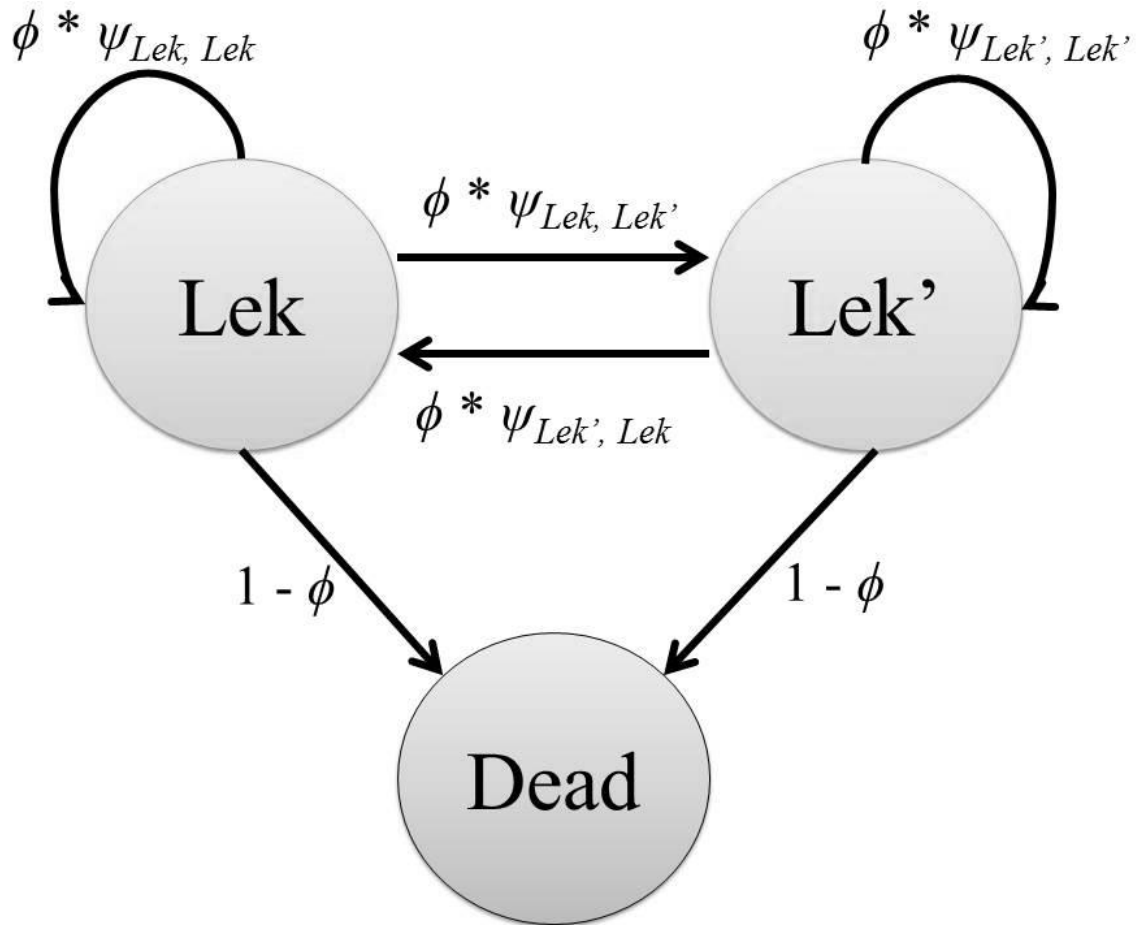 ϕ * ψLek, Lek
ϕ * ψLek’, Lek’
ϕ * ψLek, Lek’
Lek
Lek’
ϕ * ψLek’, Lek
1 - ϕ
1 - ϕ
Dead